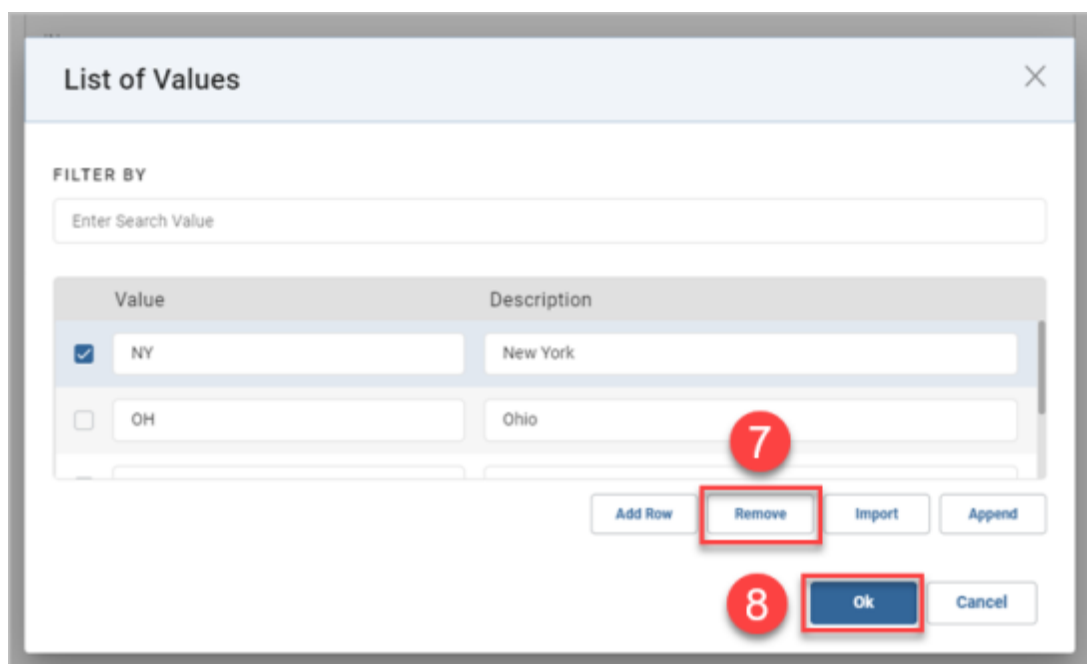 List of Values
FILTER BY
Enter Search Value
Value Description
NY New York
OH Ohio
7
Add Row Remove Import Append
8 Ok Cancel